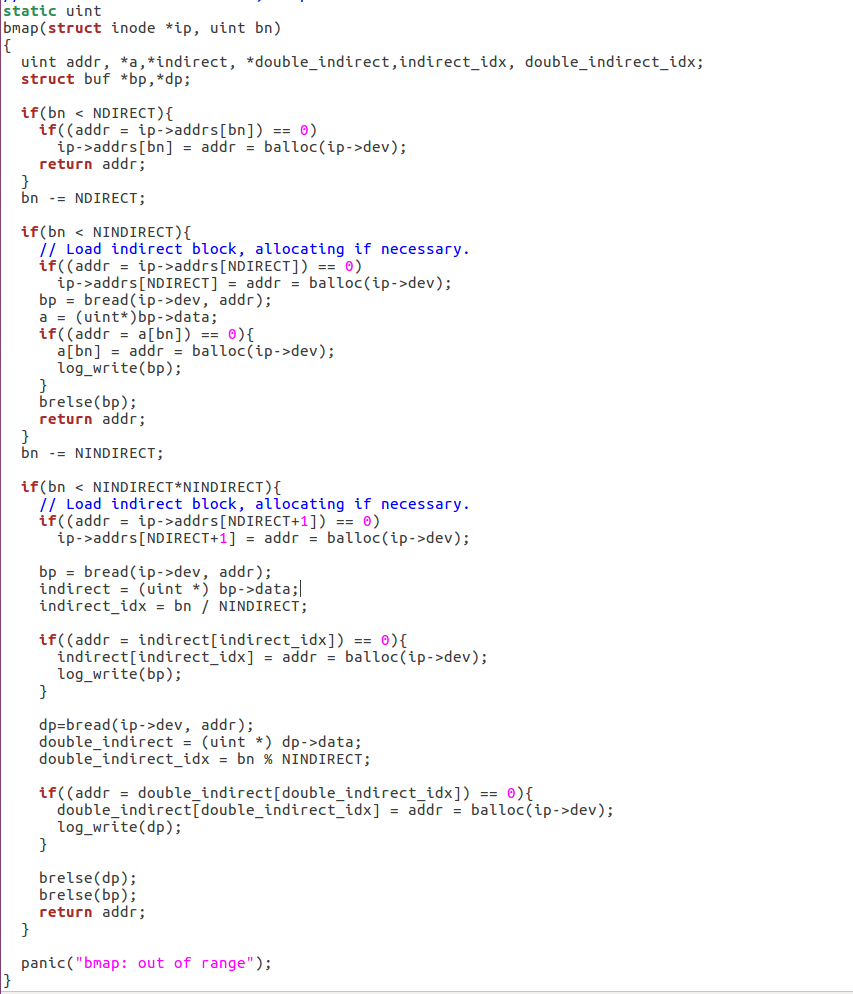 static uint
bmap(struct inode *ip, uint bn)
{
  uint addr, *a,*indirect, *double_indirect,indirect_idx, double_indirect_idx;
  struct buf *bp,*dp;

  if(bn < NDIRECT){
    if((addr = ip->addrs[bn]) == 0)
      ip->addrs[bn] = addr = balloc(ip->dev);
    return addr;
  }
  bn -= NDIRECT;

  if(bn < NINDIRECT){
    // Load indirect block, allocating if necessary.
    if((addr = ip->addrs[NDIRECT]) == 0)
      ip->addrs[NDIRECT] = addr = balloc(ip->dev);
    bp = bread(ip->dev, addr);
    a = (uint*)bp->data;
    if((addr = a[bn]) == 0){
      a[bn] = addr = balloc(ip->dev);
      log_write(bp);
    }
    brelse(bp);
    return addr;
  }
  bn -= NINDIRECT;

  if(bn < NINDIRECT*NINDIRECT){
    // Load indirect block, allocating if necessary.
    if((addr = ip->addrs[NDIRECT+1]) == 0)
      ip->addrs[NDIRECT+1] = addr = balloc(ip->dev);

    bp = bread(ip->dev, addr);
    indirect = (uint *) bp->data;
    indirect_idx = bn / NINDIRECT;

    if((addr = indirect[indirect_idx]) == 0){
      indirect[indirect_idx] = addr = balloc(ip->dev);
      log_write(bp);
    }

    dp=bread(ip->dev, addr);
    double_indirect = (uint *) dp->data;
    double_indirect_idx = bn % NINDIRECT;

    if((addr = double_indirect[double_indirect_idx]) == 0){
      double_indirect[double_indirect_idx] = addr = balloc(ip->dev);
      log_write(dp);
    }

    brelse(dp);
    brelse(bp);
    return addr;
  }

  panic("bmap: out of range");
}